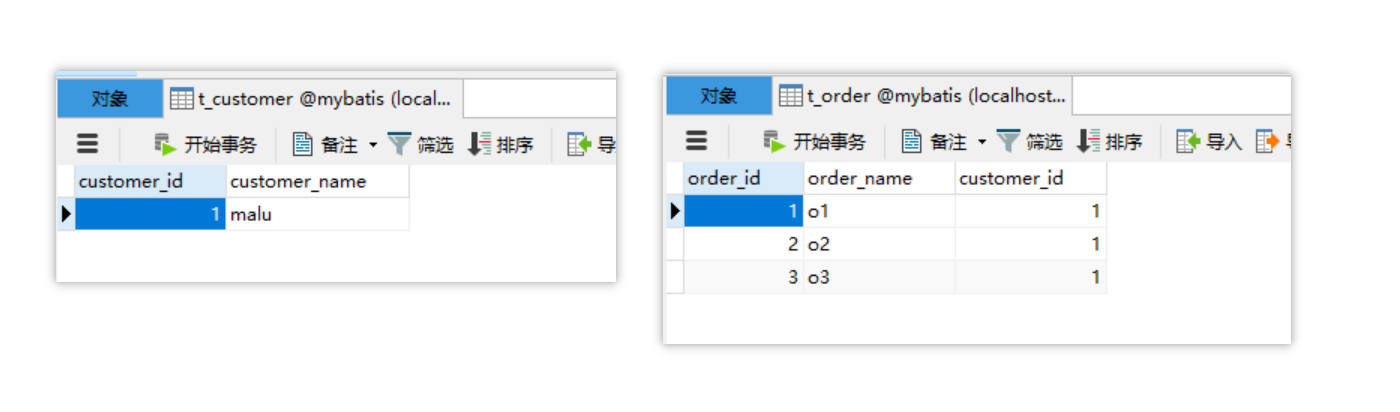 对象 t_customer @mybatis (local...
开始事务 备注 筛选 排序 导
customer_id customer_name
1 malu
对象 t_order @mybatis (localhost...
开始事务 备注 筛选 排序 导入
order_id order_name customer_id
1 o1 1
2 o2 1
3 o3 1